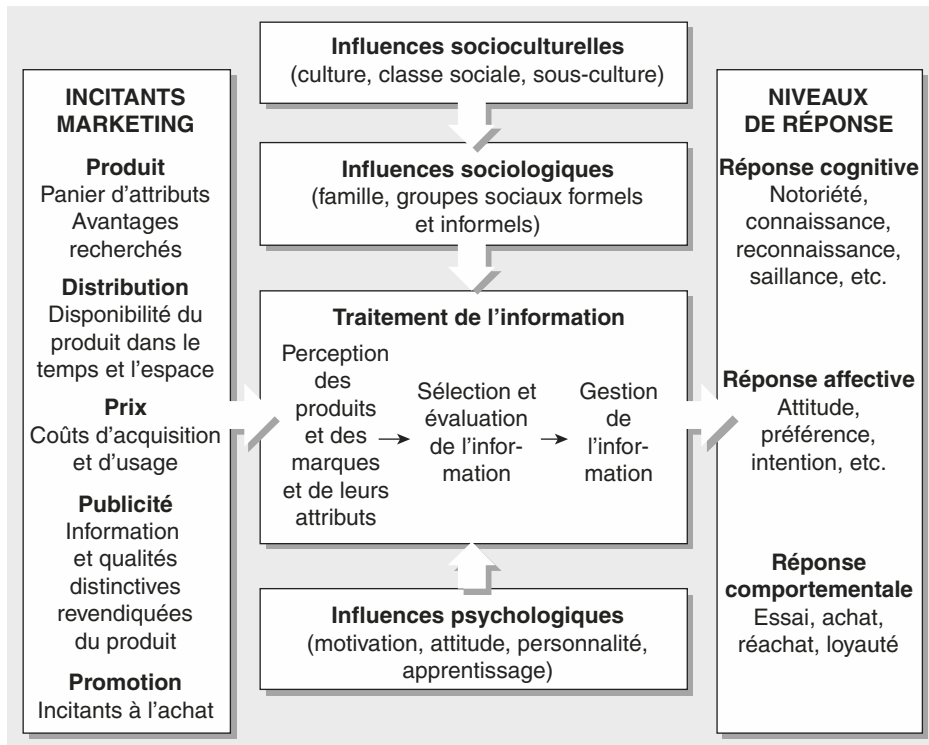 INCITANTS
MARKETING
Produit
Panier d’attributs
Avantages
recherchés
Distribution
Disponibilité du
produit dans le
temps et l’espace
Prix
Coûts d’acquisition
et d’usage
Publicité
Information
et qualités
distinctives
revendiquées
du produit
Promotion
Incitants à l’achat
Influences socioculturelles
(culture, classe sociale, sous-culture)
Influences sociologiques
(famille, groupes sociaux formels
et informels)
Traitement de l’information
Perception
des
produits
et des
marques
et de leurs
attributs
Sélection et
évaluation
de l’infor-
mation
Gestion
de
l’infor-
mation
Influences psychologiques
(motivation, attitude, personnalité,
apprentissage)
NIVEAUX
DE RÉPONSE
Réponse cognitive
Notoriété,
connaissance,
reconnaissance,
saillance, etc.
Réponse affective
Attitude,
préférence,
intention, etc.
Réponse
comportementale
Essai, achat,
réachat, loyauté